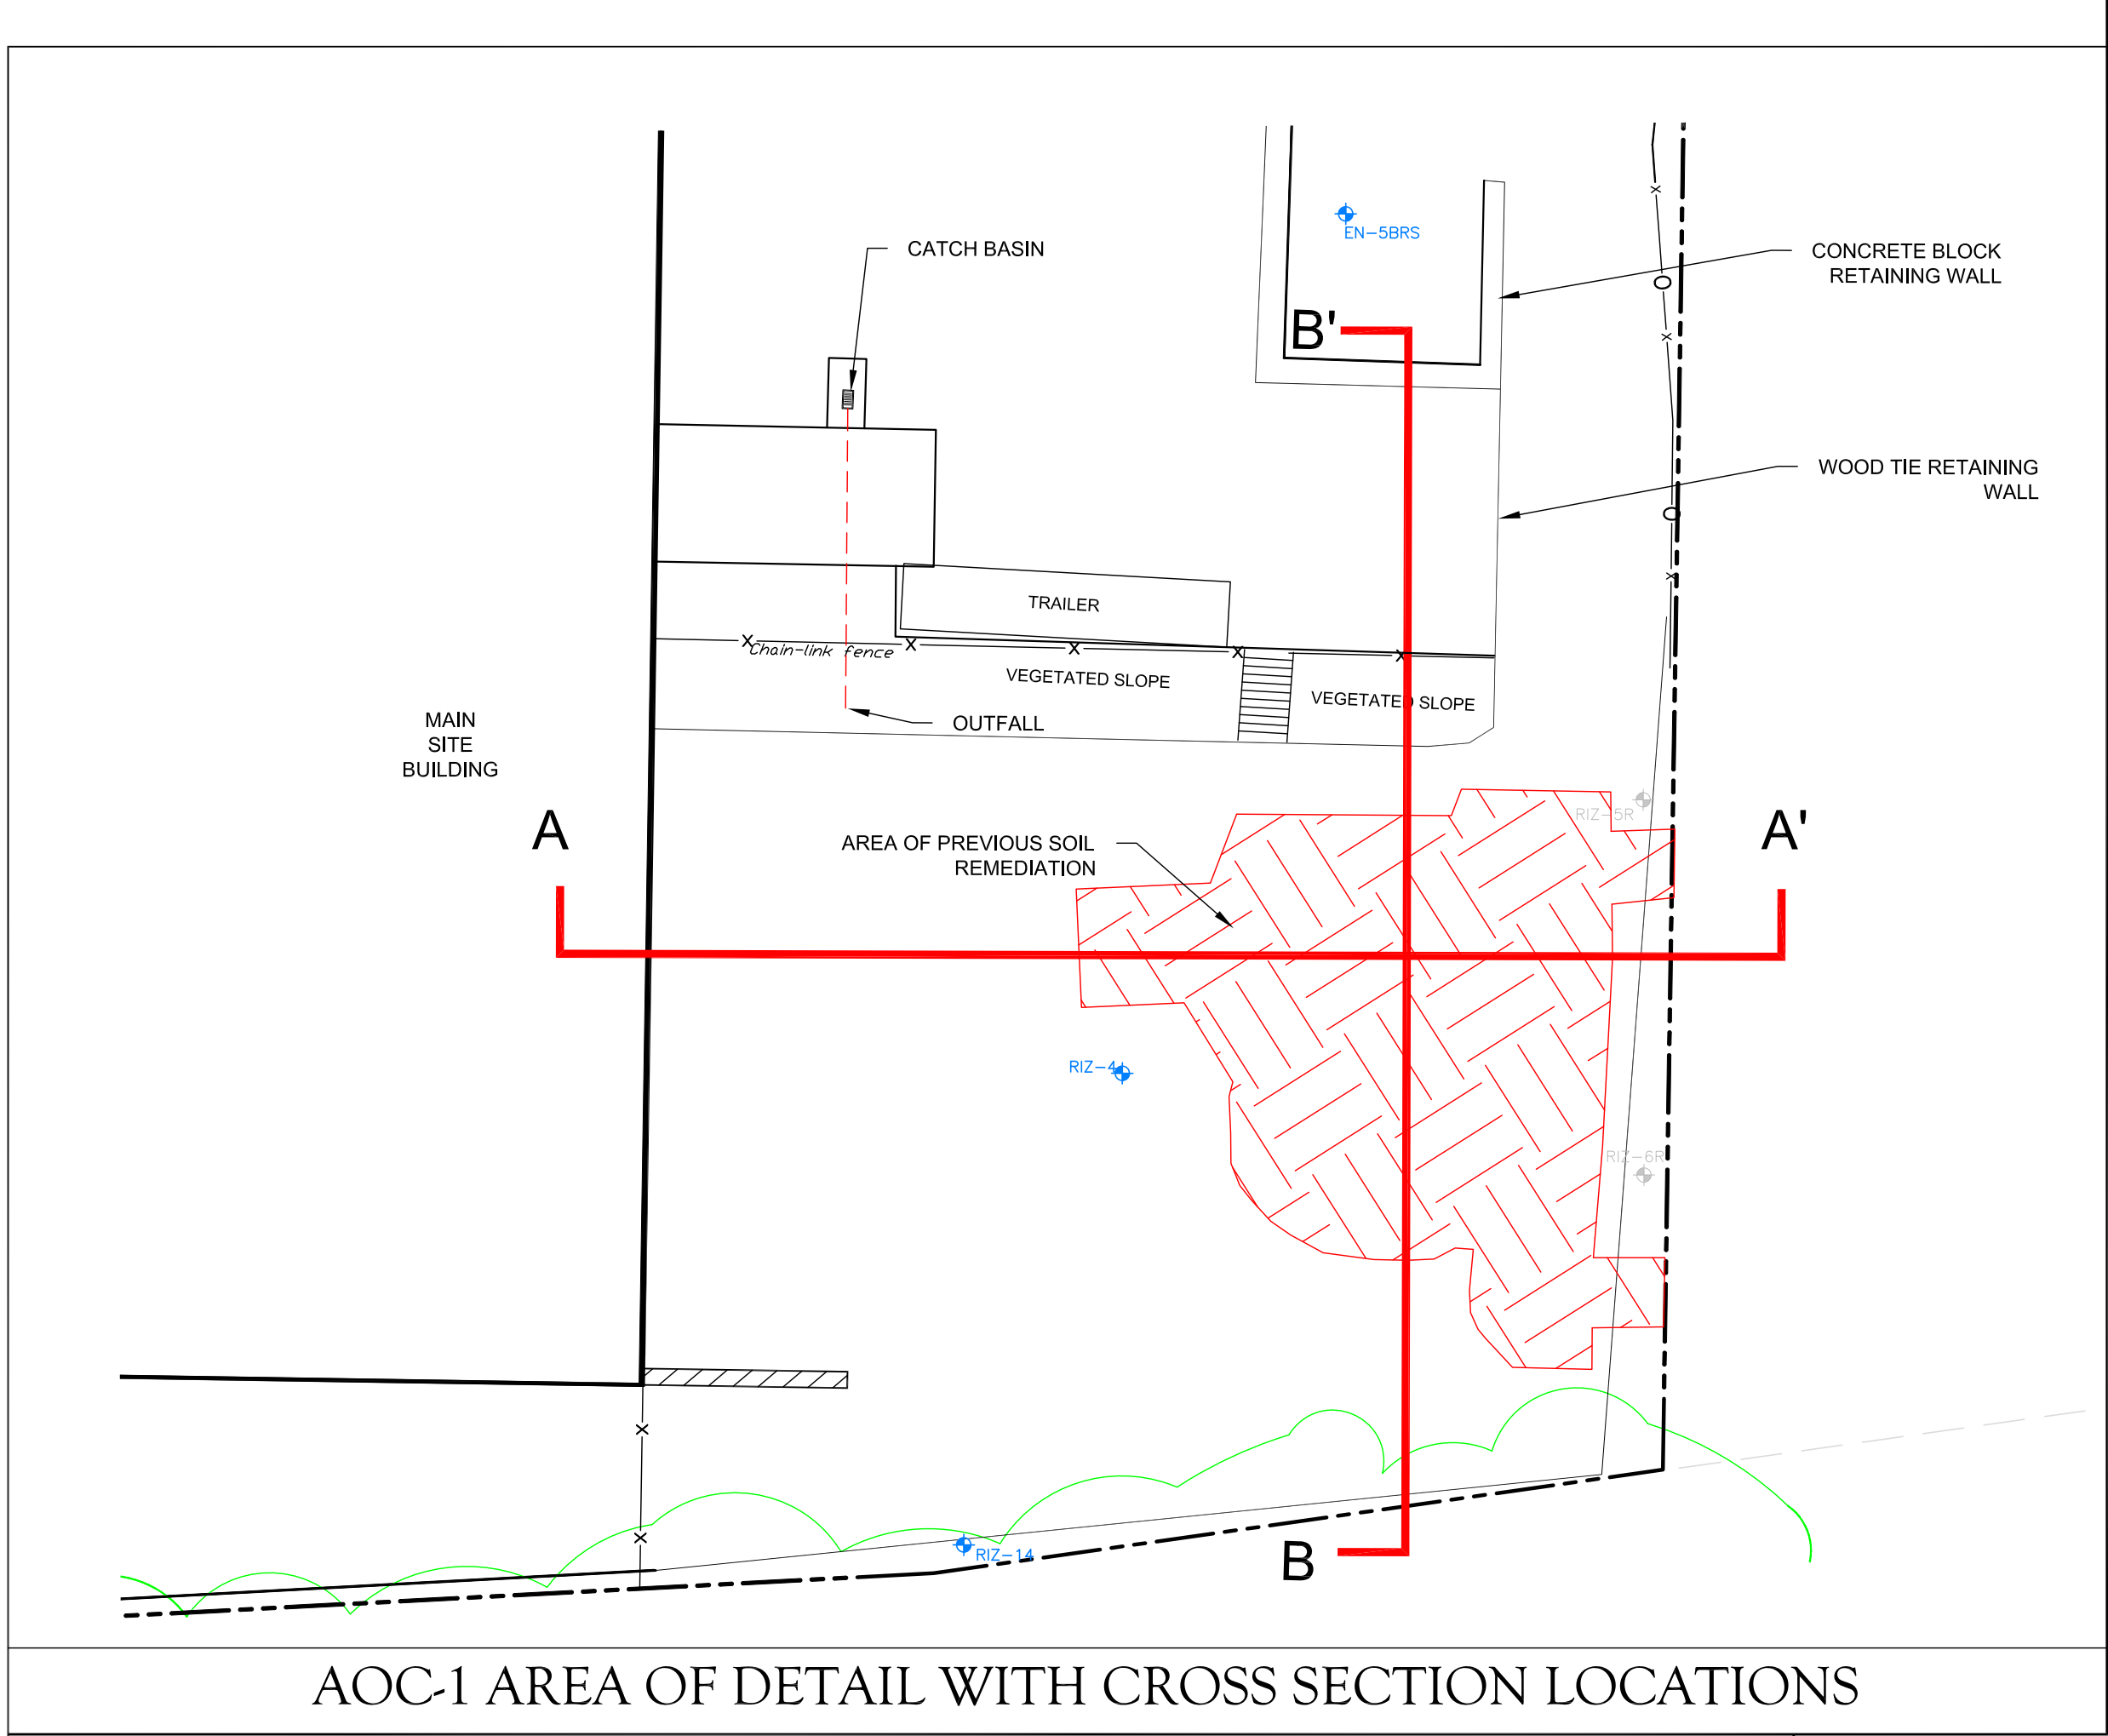 CATCH BASIN
EN-5BRS
CONCRETE BLOCK
RETAINING WALL
B'
WOOD TIE RETAINING
WALL
TRAILER
Chain-link fence
VEGETATED SLOPE
VEGETATED SLOPE
OUTFALL
MAIN
SITE
BUILDING
A
A'
RIZ-5R
AREA OF PREVIOUS SOIL
REMEDIATION
RIZ-4
RIZ-6R
RIZ-14
B
AOC-1 AREA OF DETAIL WITH CROSS SECTION LOCATIONS